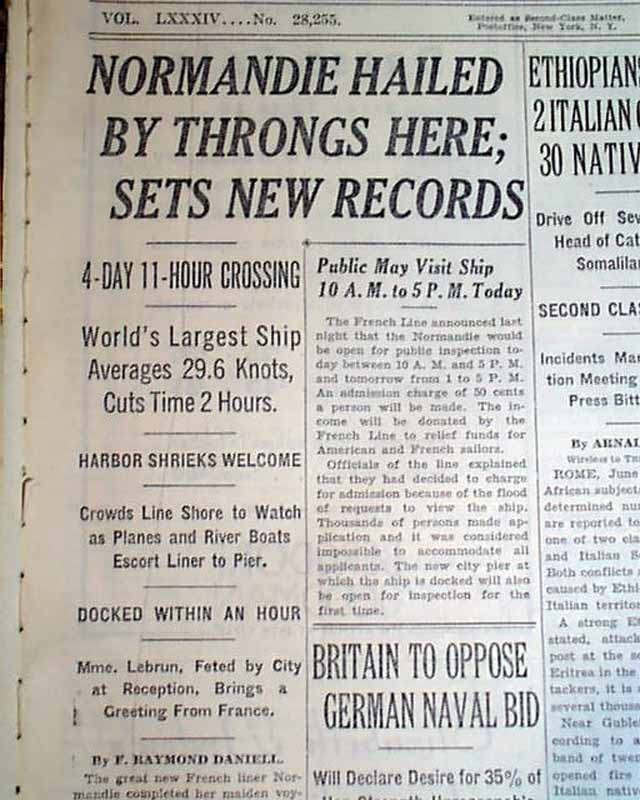 VOL. LXXXIV....No. 28,255.
Entered as Second-Class Matter,
Postoffice, New York, N. Y.
NORMANDIE HAILED
BY THRONGS HERE;
SETS NEW RECORDS
4-DAY 11-HOUR CROSSING
World's Largest Ship
Averages 29.6 Knots,
Cuts Time 2 Hours.
HARBOR SHRIEKS WELCOME
Crowds Line Shore to Watch
as Planes and River Boats
Escort Liner to Pier.
DOCKED WITHIN AN HOUR
Mme. Lebrun, Feted by City
at Reception, Brings a
Greeting From France.
By F. RAYMOND DANIELL.
The great new French liner Nor-
mandie completed her maiden voy-
Public May Visit Ship
10 A. M. to 5 P. M. Today
The French Line announced last
night that the Normandie would
be open for public inspection to-
day between 10 A. M. and 5 P. M.
and tomorrow from 1 to 5 P. M.
An admission charge of 50 cents
a person will be made. The in-
come will be donated by the
French Line to relief funds for
American and French sailors.
Officials of the line explained
that they had decided to charge
for admission because of the flood
of requests to view the ship.
Thousands of persons made ap-
plication and it was considered
impossible to accommodate all
applicants. The new city pier at
which the ship is docked will also
be open for inspection for the
first time.
BRITAIN TO OPPOSE
GERMAN NAVAL BID
Will Declare Desire for 35% of
ETHIOPIAN
2 ITALIAN
30 NATIV
Drive Off Sev
Head of Cat
Somalilan
SECOND CLAS
Incidents Mar
tion Meeting
Press Bitt
By ARNAL
Wireless to TH
ROME, June
African subject
determined nu
are reported to
one of two cla
and Italian So
Both conflicts a
caused by Ethi
Italian territo
A strong Et
stated, attack
post at the so
Eritrea in the
tackers, it is
several thousa
Near Guble
cording to a
band of twen
opened fire
Italian nati